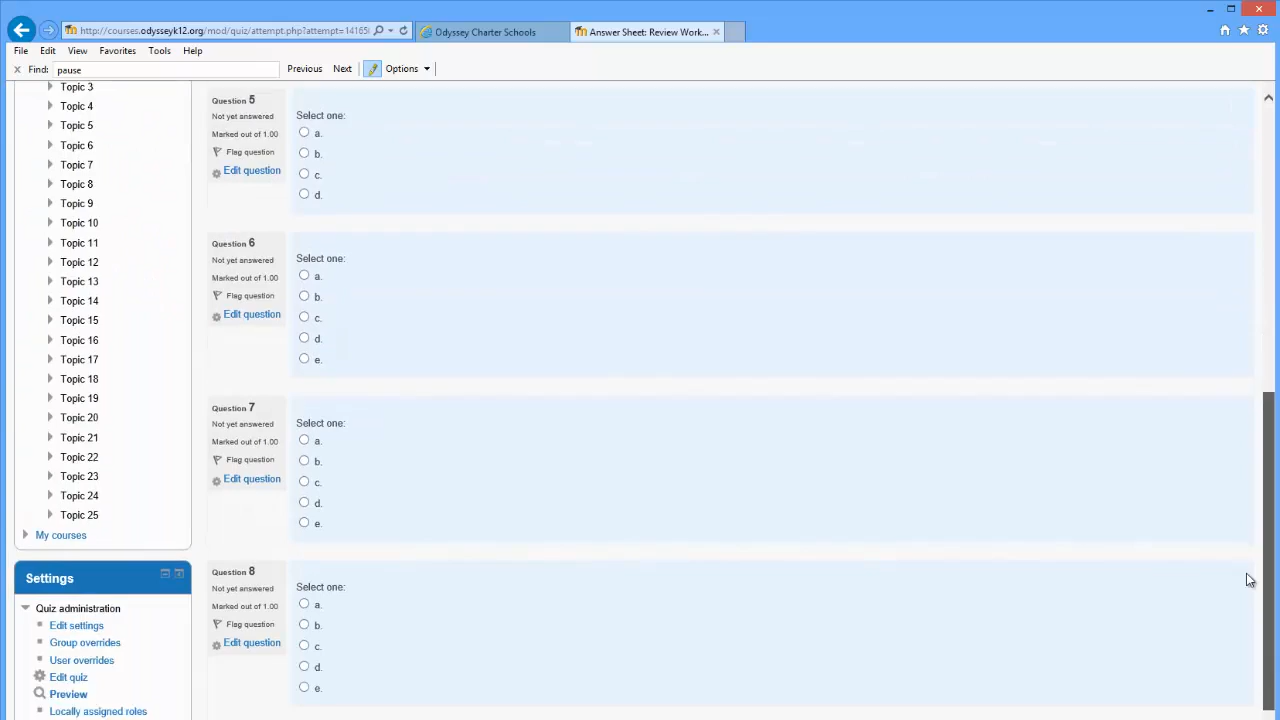 http://courses.odysseyk12.org/mod/quiz/attempt.php?attempt=14165
Odyssey Charter Schools
Answer Sheet: Review Work...
File Edit View Favorites Tools Help
Find: pause Previous Next Options
Topic 3
Topic 4
Topic 5
Topic 6
Topic 7
Topic 8
Topic 9
Topic 10
Topic 11
Topic 12
Topic 13
Topic 14
Topic 15
Topic 16
Topic 17
Topic 18
Topic 19
Topic 20
Topic 21
Topic 22
Topic 23
Topic 24
Topic 25
My courses
Settings
Quiz administration
Edit settings
Group overrides
User overrides
Edit quiz
Preview
Locally assigned roles
Question 5
Not yet answered
Marked out of 1.00
Flag question
Edit question
Select one:
a.
b.
c.
d.
Question 6
Not yet answered
Marked out of 1.00
Flag question
Edit question
Select one:
a.
b.
c.
d.
e.
Question 7
Not yet answered
Marked out of 1.00
Flag question
Edit question
Select one:
a.
b.
c.
d.
e.
Question 8
Not yet answered
Marked out of 1.00
Flag question
Edit question
Select one:
a.
b.
c.
d.
e.